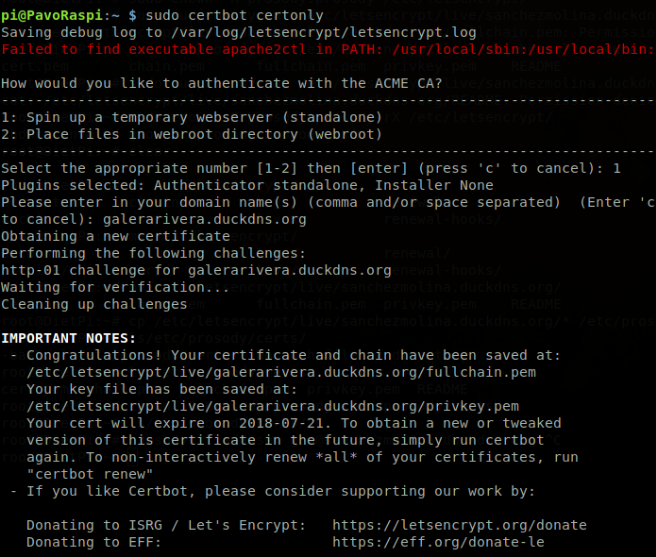 pi@PavoRaspi:~ $ sudo certbot certonly
Saving debug log to /var/log/letsencrypt/letsencrypt.log
Failed to find executable apache2ctl in PATH: /usr/local/sbin:/usr/local/bin:
How would you like to authenticate with the ACME CA?
-------------------------------------------------------------------------------
1: Spin up a temporary webserver (standalone)
2: Place files in webroot directory (webroot)
-------------------------------------------------------------------------------
Select the appropriate number [1-2] then [enter] (press 'c' to cancel): 1
Plugins selected: Authenticator standalone, Installer None
Please enter in your domain name(s) (comma and/or space separated)  (Enter 'c
to cancel): galerarivera.duckdns.org
Obtaining a new certificate
Performing the following challenges:
http-01 challenge for galerarivera.duckdns.org
Waiting for verification...
Cleaning up challenges
IMPORTANT NOTES:
- Congratulations! Your certificate and chain have been saved at:
/etc/letsencrypt/live/galerarivera.duckdns.org/fullchain.pem
Your key file has been saved at:
/etc/letsencrypt/live/galerarivera.duckdns.org/privkey.pem
Your cert will expire on 2018-07-21. To obtain a new or tweaked
version of this certificate in the future, simply run certbot
again. To non-interactively renew *all* of your certificates, run
"certbot renew"
- If you like Certbot, please consider supporting our work by:
Donating to ISRG / Let's Encrypt:   https://letsencrypt.org/donate
Donating to EFF:                    https://eff.org/donate-le